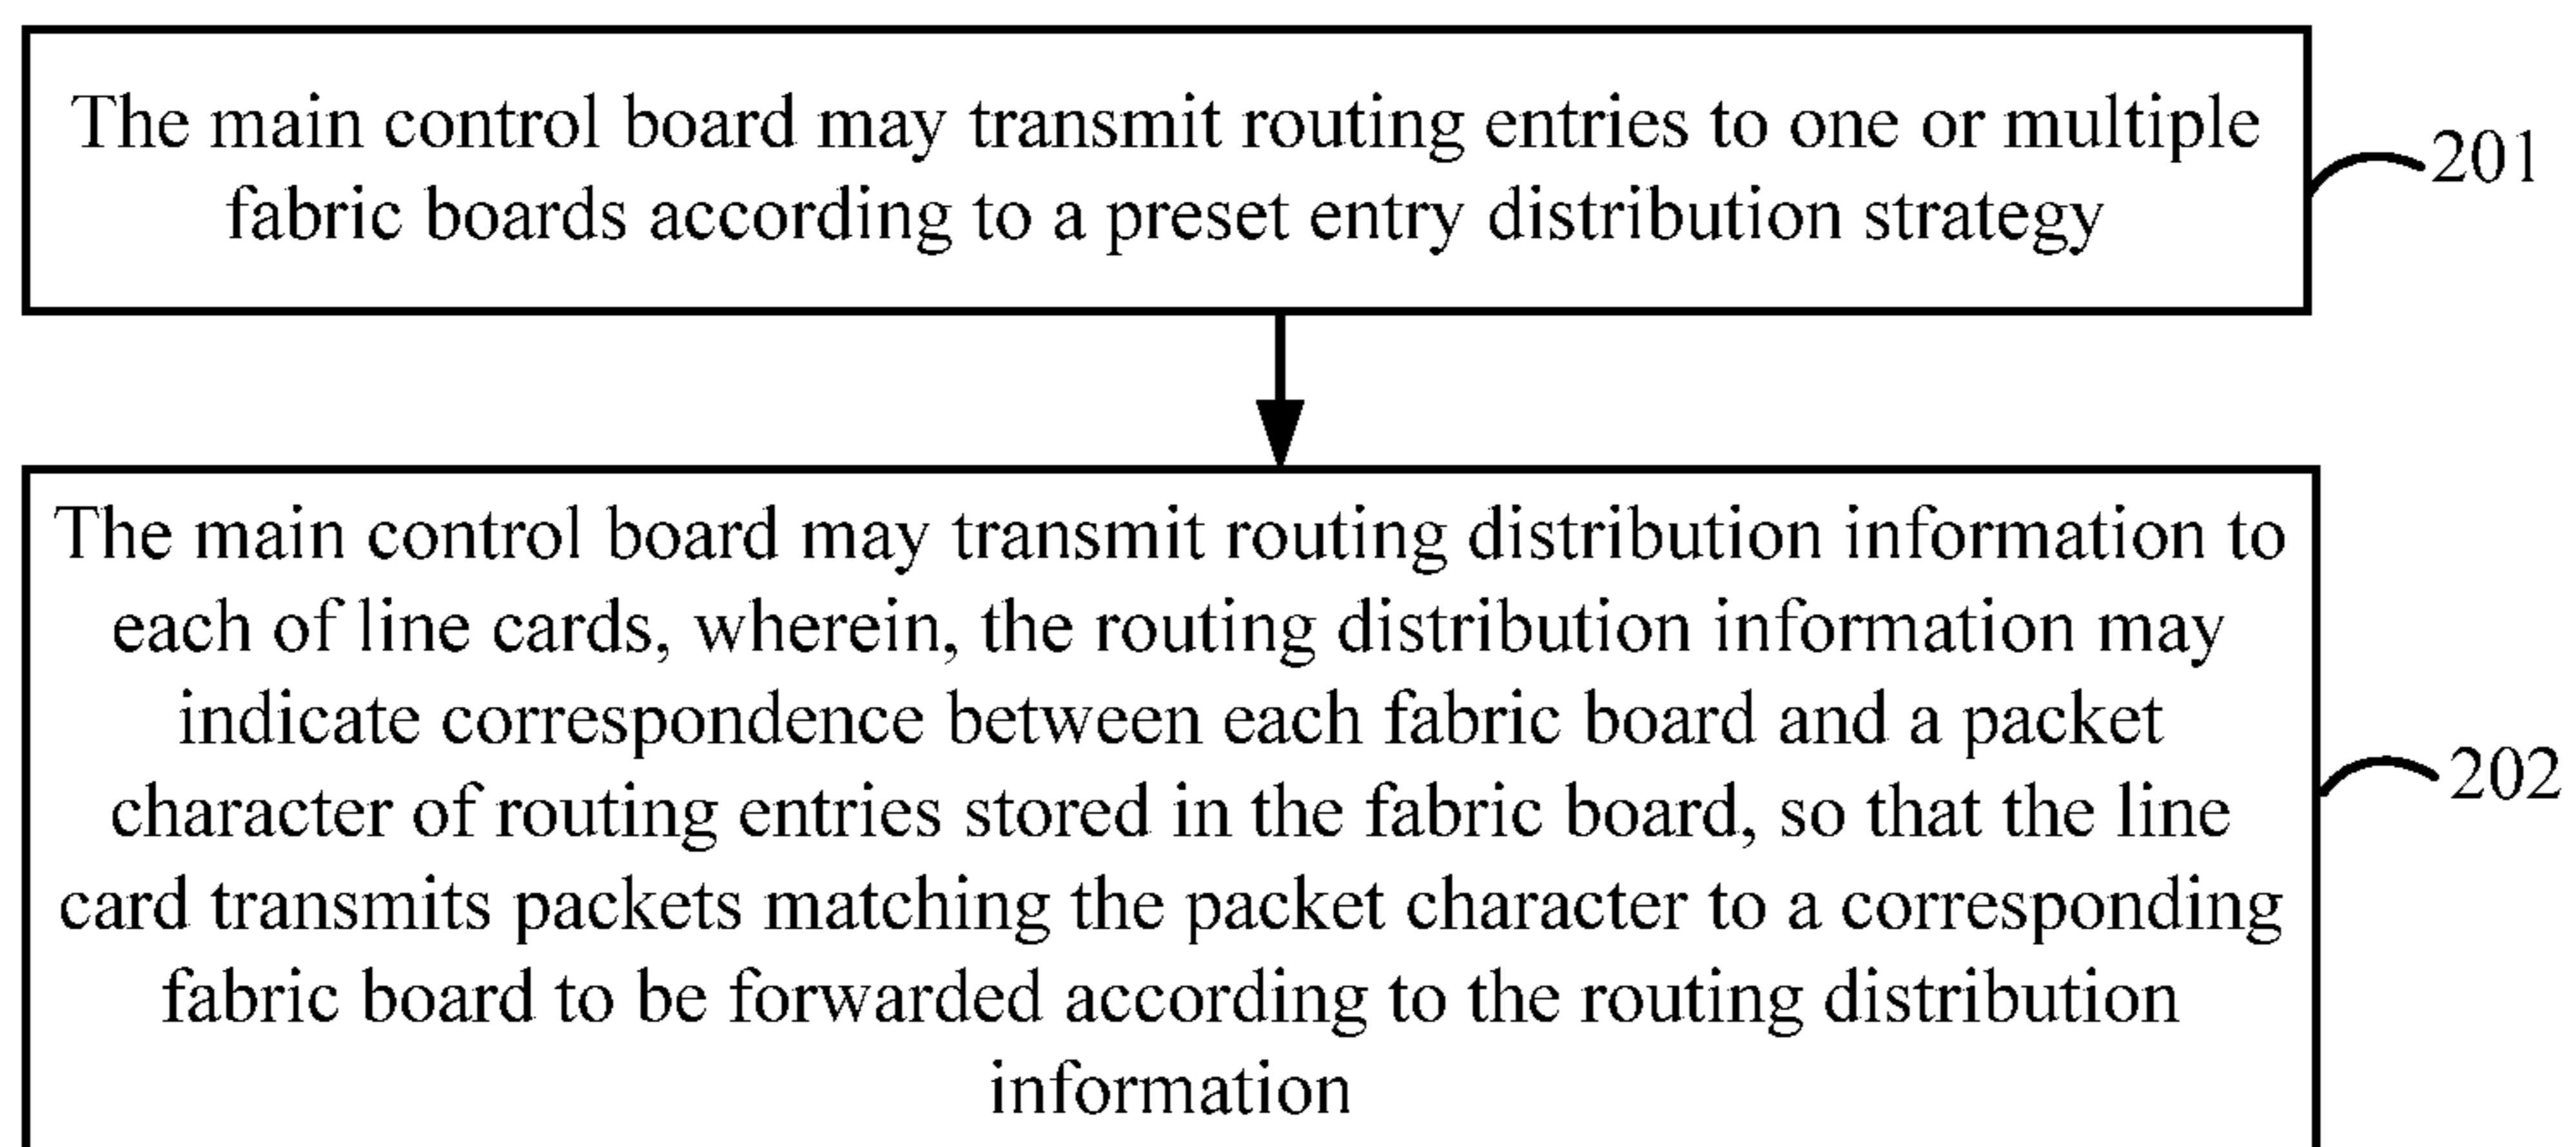 The main control board may transmit routing entries to one or multiple
fabric boards according to a preset entry distribution strategy
201
The main control board may transmit routing distribution information to
each of line cards, wherein, the routing distribution information may
indicate correspondence between each fabric board and a packet
character of routing entries stored in the fabric board, so that the line
card transmits packets matching the packet character to a corresponding
fabric board to be forwarded according to the routing distribution
information
202